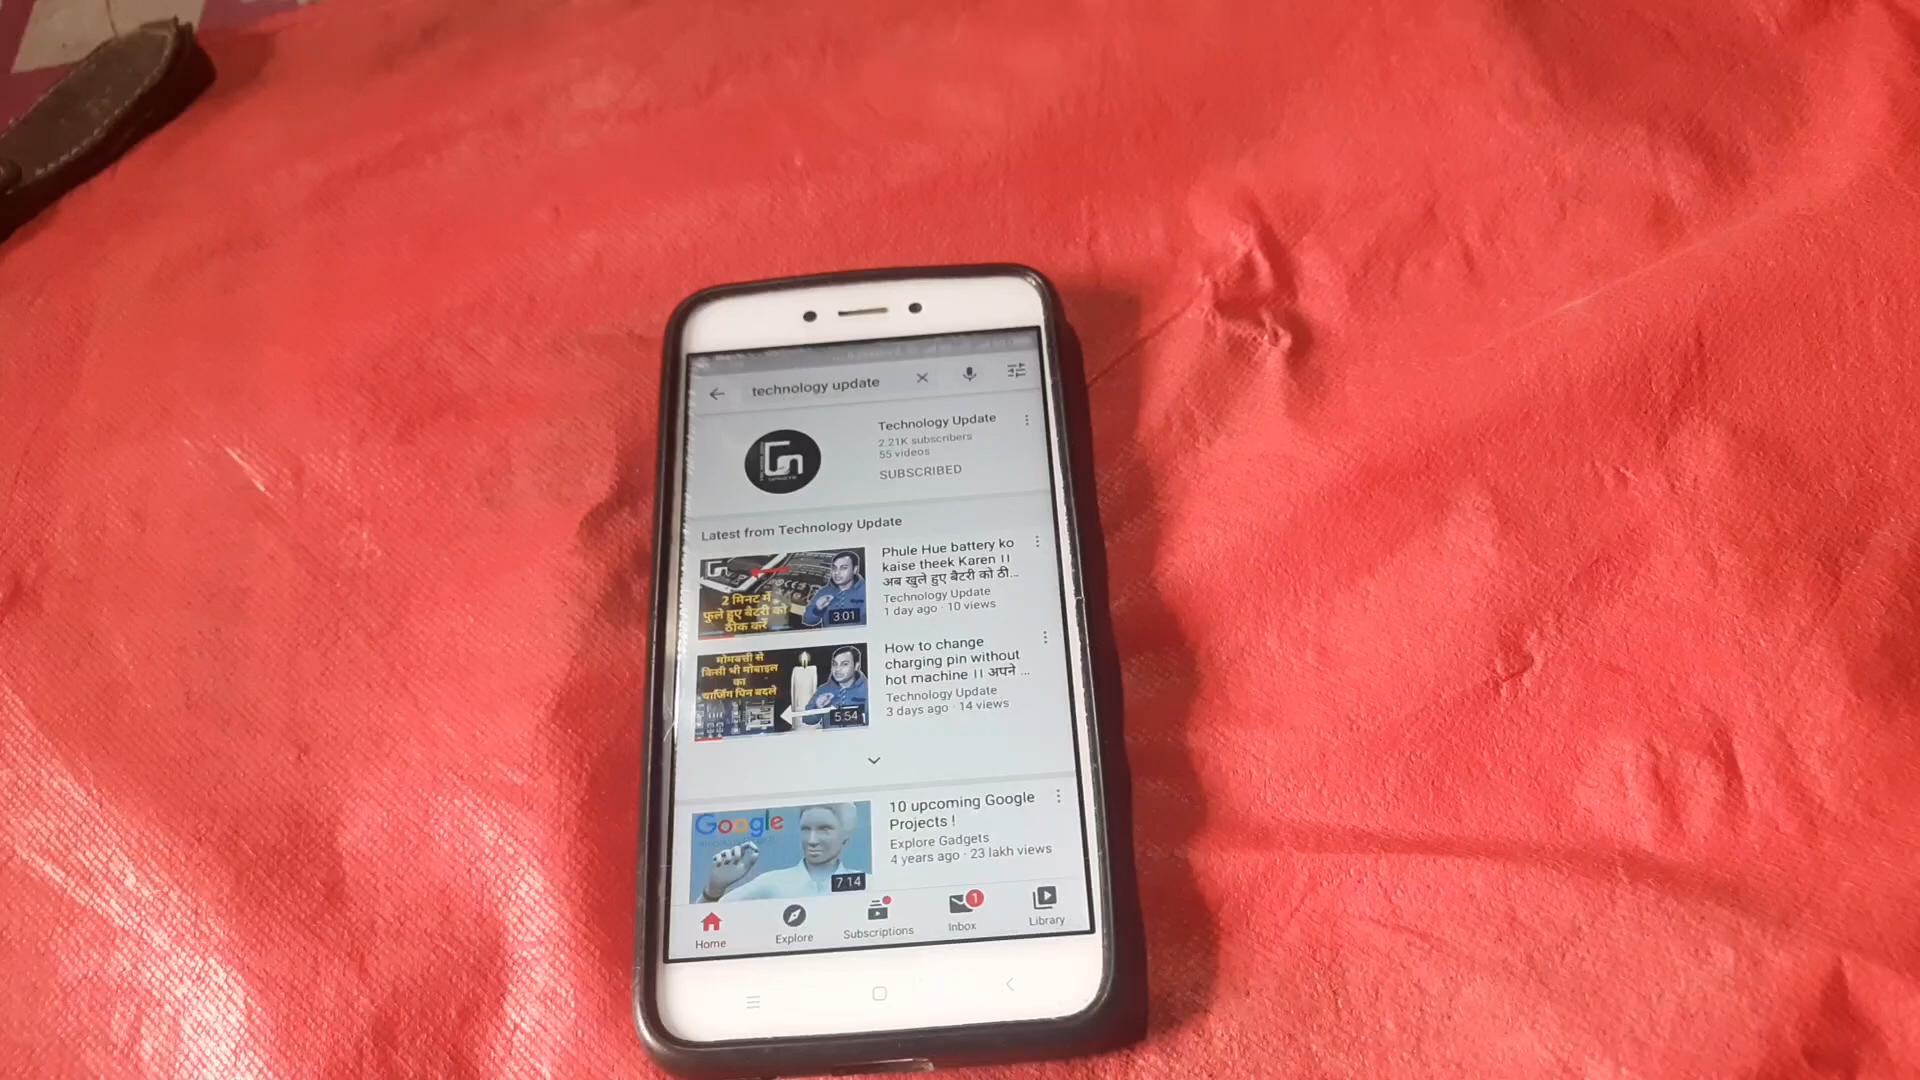 technology update
Technology Update
2.21K subscribers
55 videos
SUBSCRIBED
Latest from Technology Update
2 मिनट में
फुले हुए बैटरी को
ठीक करें
3:01
Phule Hue battery ko
kaise theek Karen ।।
अब खुले हुए बैटरी को ठी...
Technology Update
1 day ago · 10 views
मोमबत्ती से
किसी भी मोबाइल
का
चार्जिंग पिन बदले
5:54
How to change
charging pin without
hot machine ।। अपने ...
Technology Update
3 days ago · 14 views
Google
7:14
10 upcoming Google
Projects !
Explore Gadgets
4 years ago · 23 lakh views
Home
Explore
Subscriptions
1
Inbox
Library